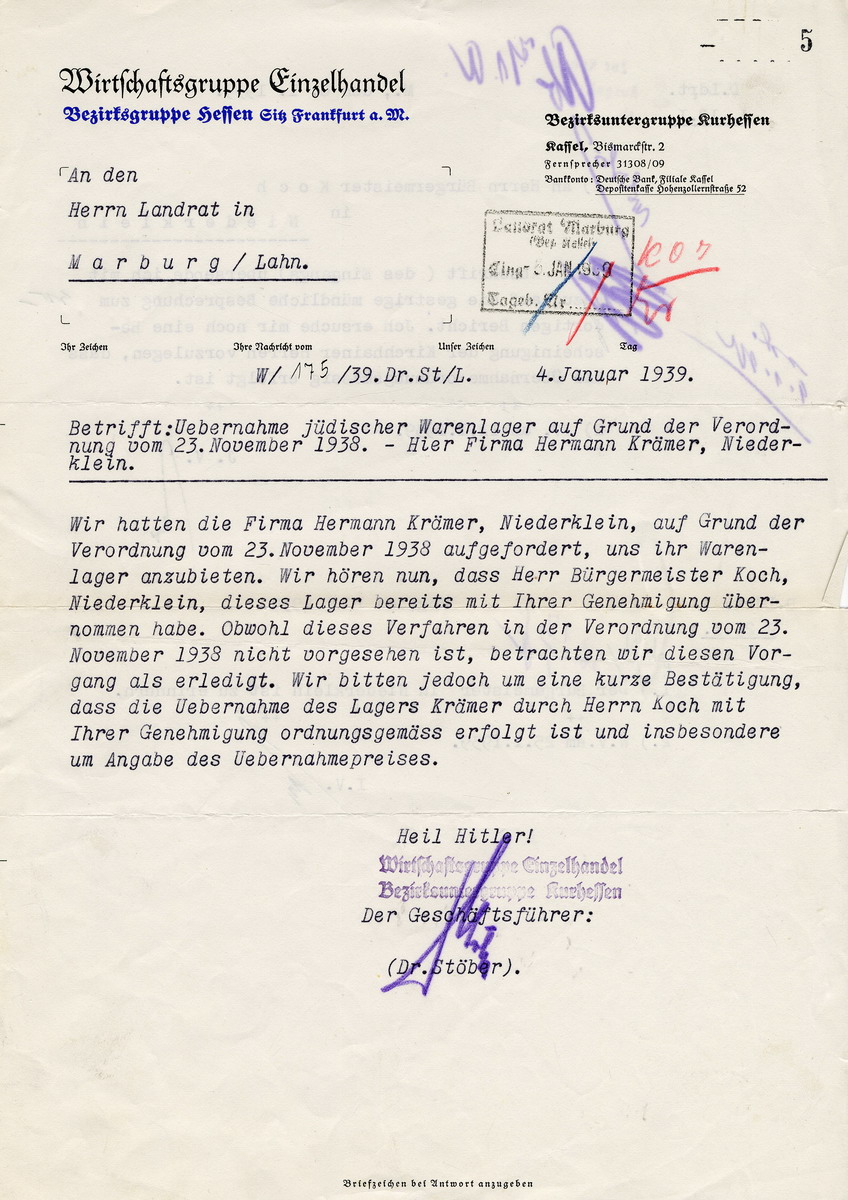 5
Wirtschaftsgruppe Einzelhandel
Bezirksgruppe Hessen Sitz Frankfurt a. M.
Bezirksuntergruppe Kurhessen
Kassel, Bismarckstr. 2
Fernsprecher 31308/09
Bankkonto: Deutsche Bank, Filiale Kassel
Depositenkasse Hohenzollernstraße 52
An den
Herrn Landrat in
Marburg/Lahn.
Landrat Marburg
(Bez. Kassel)
Eing. 5. JAN 1939
Tageb. Nr.
Ihr Zeichen Ihre Nachricht vom Unser Zeichen Tag
W/ 175 /39.Dr.St/L. 4.Januar 1939.
Betrifft:Uebernahme jüdischer Warenlager auf Grund der Verord-
nung vom 23.November 1938. - Hier Firma Hermann Krämer, Nieder-
klein.
Wir hatten die Firma Hermann Krämer, Niederklein, auf Grund der
Verordnung vom 23.November 1938 aufgefordert, uns ihr Waren-
lager anzubieten. Wir hören nun, dass Herr Bürgermeister Koch,
Niederklein, dieses Lager bereits mit Ihrer Genehmigung über-
nommen habe. Obwohl dieses Verfahren in der Verordnung vom 23.
November 1938 nicht vorgesehen ist, betrachten wir diesen Vor-
gang als erledigt. Wir bitten jedoch um eine kurze Bestätigung,
dass die Uebernahme des Lagers Krämer durch Herrn Koch mit
Ihrer Genehmigung ordnungsgemäss erfolgt ist und insbesondere
um Angabe des Uebernahmepreises.
Heil Hitler!
Wirtschaftsgruppe Einzelhandel
Bezirksuntergruppe Kurhessen
Der Geschäftsführer:
(Dr.Stöber).
Briefzeichen bei Antwort anzugeben